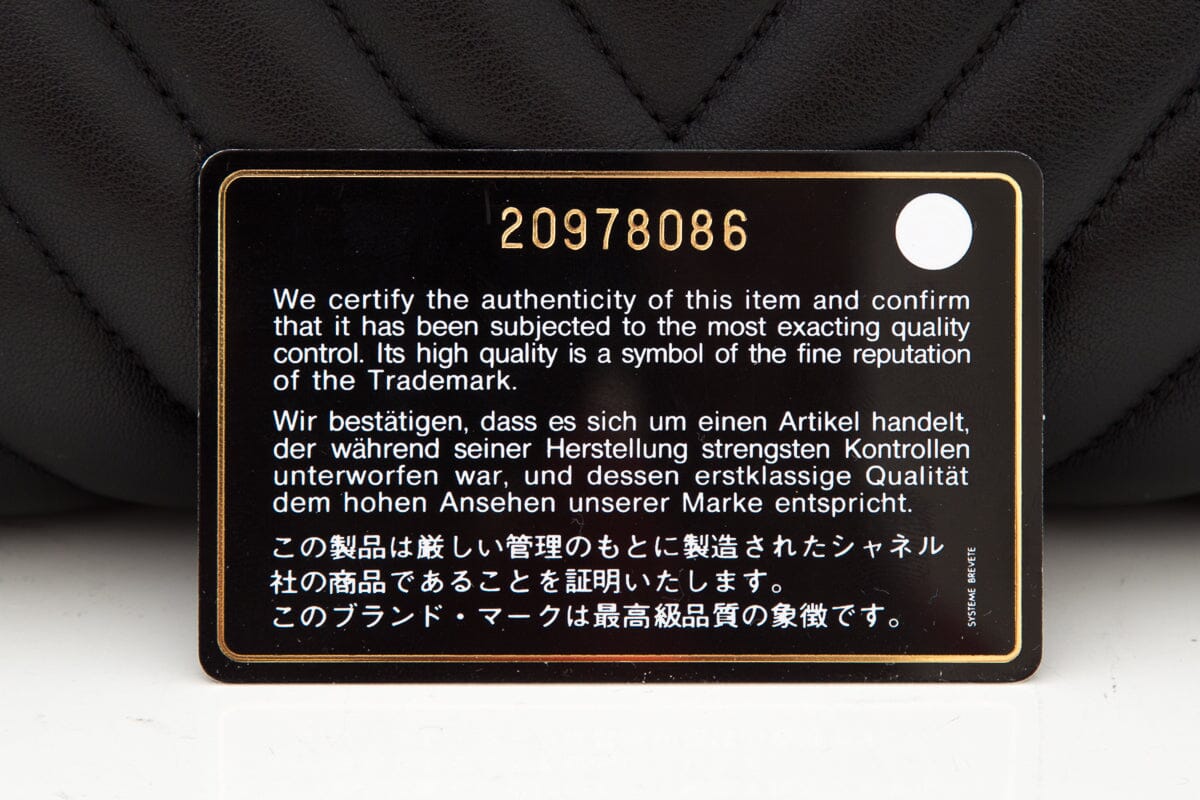 20978086
We certify the authenticity of this item and confirm
that it has been subjected to the most exacting quality
control. Its high quality is a symbol of the fine reputation
of the Trademark.
Wir bestätigen, dass es sich um einen Artikel handelt,
der während seiner Herstellung strengsten Kontrollen
unterworfen war, und dessen erstklassige Qualität
dem hohen Ansehen unserer Marke entspricht.
この製品は厳しい管理のもとに製造されたシャネル
社の商品であることを証明いたします。
このブランド・マークは最高級品質の象徴です。
SYSTEME BREVETE